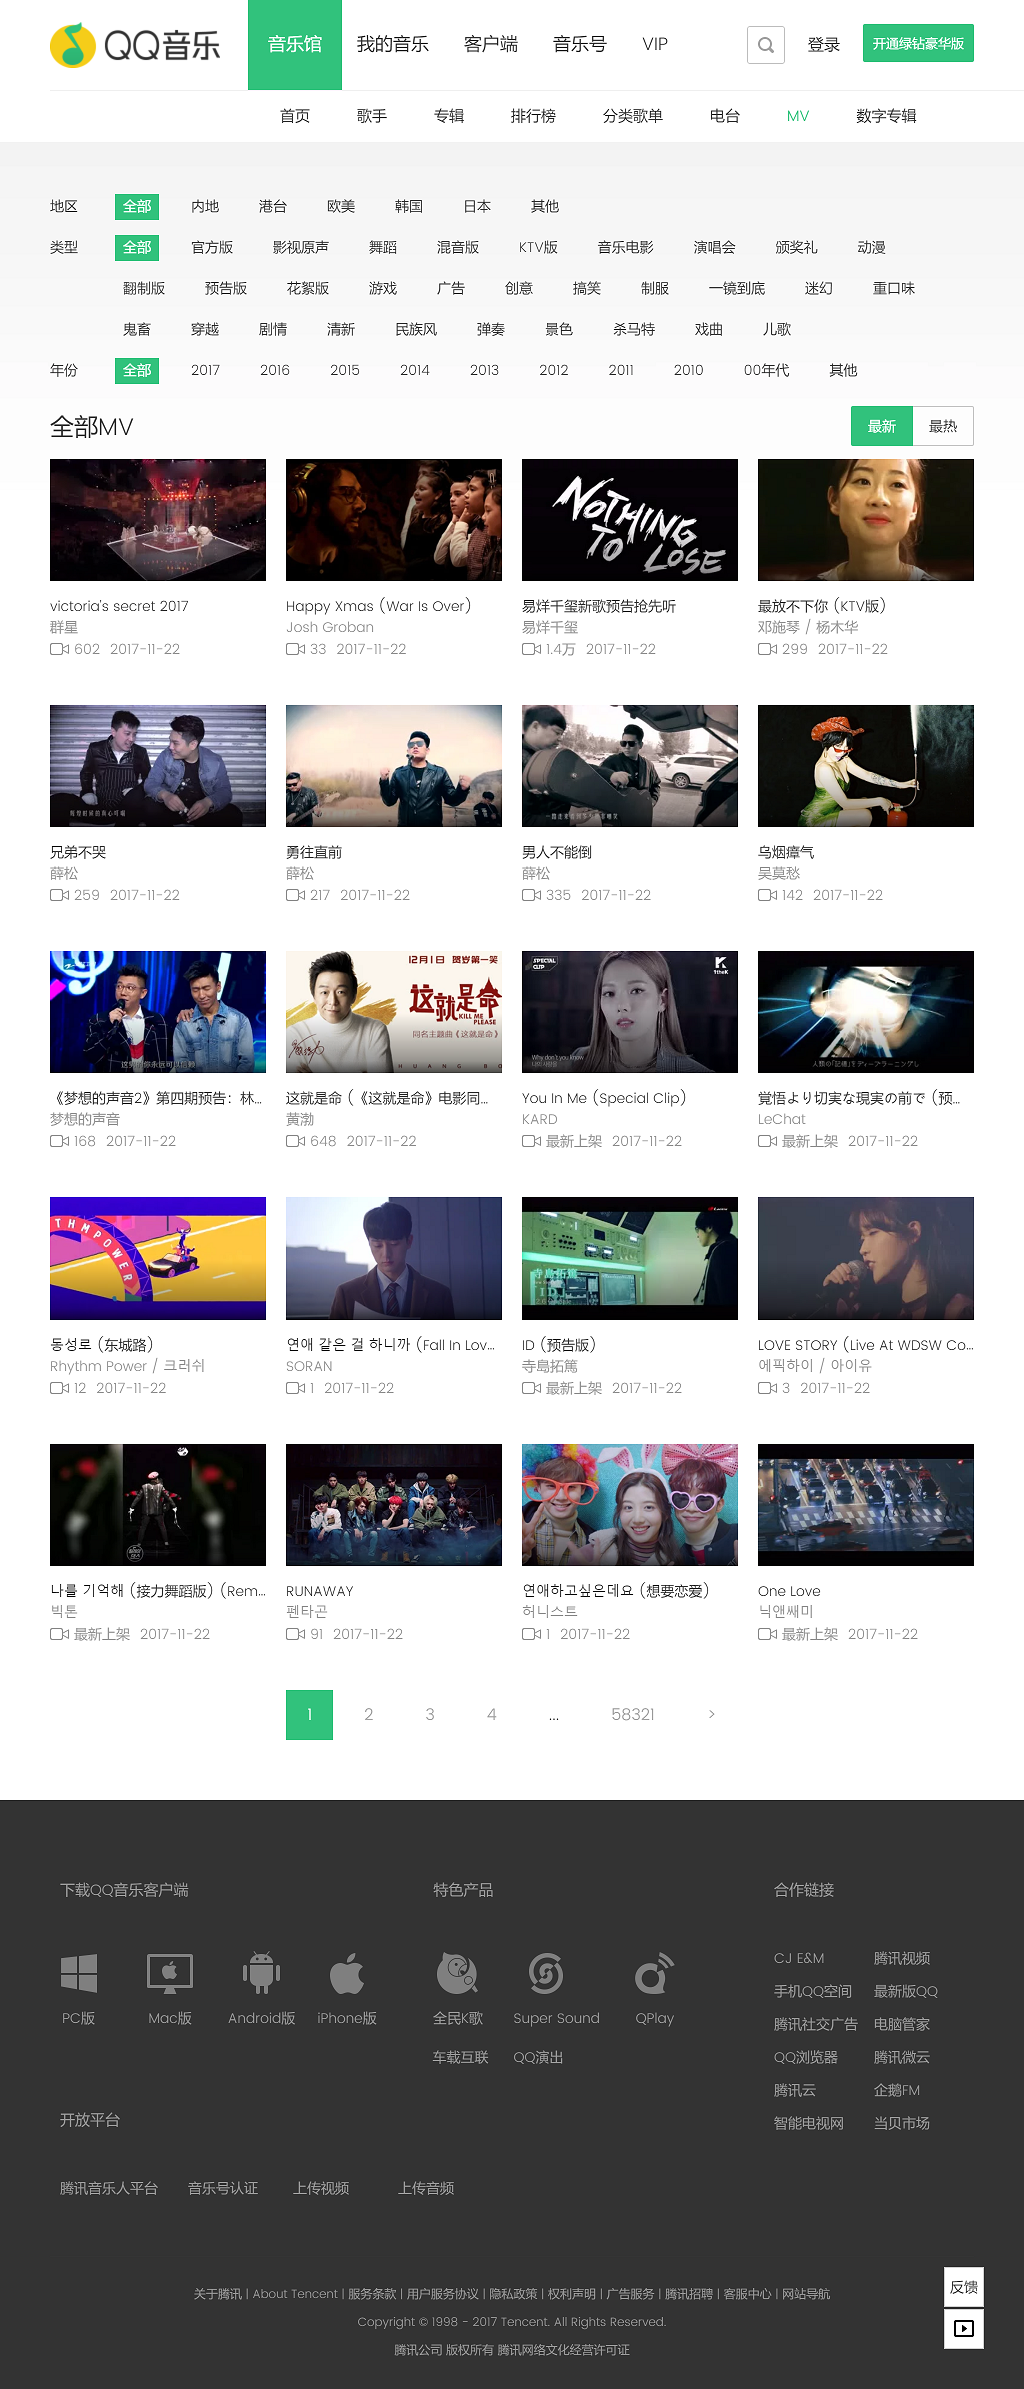 QQ音乐
音乐馆 我的音乐 客户端 音乐号 VIP 登录 开通绿钻豪华版
首页 歌手 专辑 排行榜 分类歌单 电台 MV 数字专辑
地区 全部 内地 港台 欧美 韩国 日本 其他
类型 全部 官方版 影视原声 舞蹈 混音版 KTV版 音乐电影 演唱会 颁奖礼 动漫
翻制版 预告版 花絮版 游戏 广告 创意 搞笑 制服 一镜到底 迷幻 重口味
鬼畜 穿越 剧情 清新 民族风 弹奏 景色 杀马特 戏曲 儿歌
年份 全部 2017 2016 2015 2014 2013 2012 2011 2010 00年代 其他
全部MV 最新 最热
NOTHING TO LOSE
victoria's secret 2017 Happy Xmas (War Is Over) 易烊千玺新歌预告抢先听 最放不下你 (KTV版)
群星 Josh Groban 易烊千玺 邓施琴 / 杨木华
602 2017-11-22 33 2017-11-22 1.4万 2017-11-22 299 2017-11-22
兄弟不哭 勇往直前 男人不能倒 乌烟瘴气
薛松 薛松 薛松 吴莫愁
259 2017-11-22 217 2017-11-22 335 2017-11-22 142 2017-11-22
12月1日 贺岁第一笑
这就是命
KILL ME PLEASE
同名主题曲《这就是命》
HUANG BO
SPECIAL CLIP
1theK
Why don't you know
《梦想的声音2》第四期预告：林... 这就是命 (《这就是命》电影同... You In Me (Special Clip) 覚悟より切実な現実の前で (预...
梦想的声音 黄渤 KARD LeChat
168 2017-11-22 648 2017-11-22 最新上架 2017-11-22 最新上架 2017-11-22
THMPOWER
寺島拓篤
ID
동성로 (东城路) 연애 같은 걸 하니까 (Fall In Lov... ID (预告版) LOVE STORY (Live At WDSW Co...
Rhythm Power / 크러쉬 SORAN 寺島拓篤 에픽하이 / 아이유
12 2017-11-22 1 2017-11-22 最新上架 2017-11-22 3 2017-11-22
나를 기억해 (接力舞蹈版) (Rem... RUNAWAY 연애하고싶은데요 (想要恋爱) One Love
빅톤 펜타곤 허니스트 닉앤쌔미
最新上架 2017-11-22 91 2017-11-22 1 2017-11-22 最新上架 2017-11-22
1 2 3 4 ... 58321 >
下载QQ音乐客户端 特色产品 合作链接
PC版 Mac版 Android版 iPhone版 全民K歌 Super Sound QPlay
车载互联 QQ演出
CJ E&M 腾讯视频
手机QQ空间 最新版QQ
腾讯社交广告 电脑管家
QQ浏览器 腾讯微云
腾讯云 企鹅FM
智能电视网 当贝市场
开放平台
腾讯音乐人平台 音乐号认证 上传视频 上传音频
反馈
关于腾讯 | About Tencent | 服务条款 | 用户服务协议 | 隐私政策 | 权利声明 | 广告服务 | 腾讯招聘 | 客服中心 | 网站导航
Copyright © 1998 - 2017 Tencent. All Rights Reserved.
腾讯公司 版权所有 腾讯网络文化经营许可证